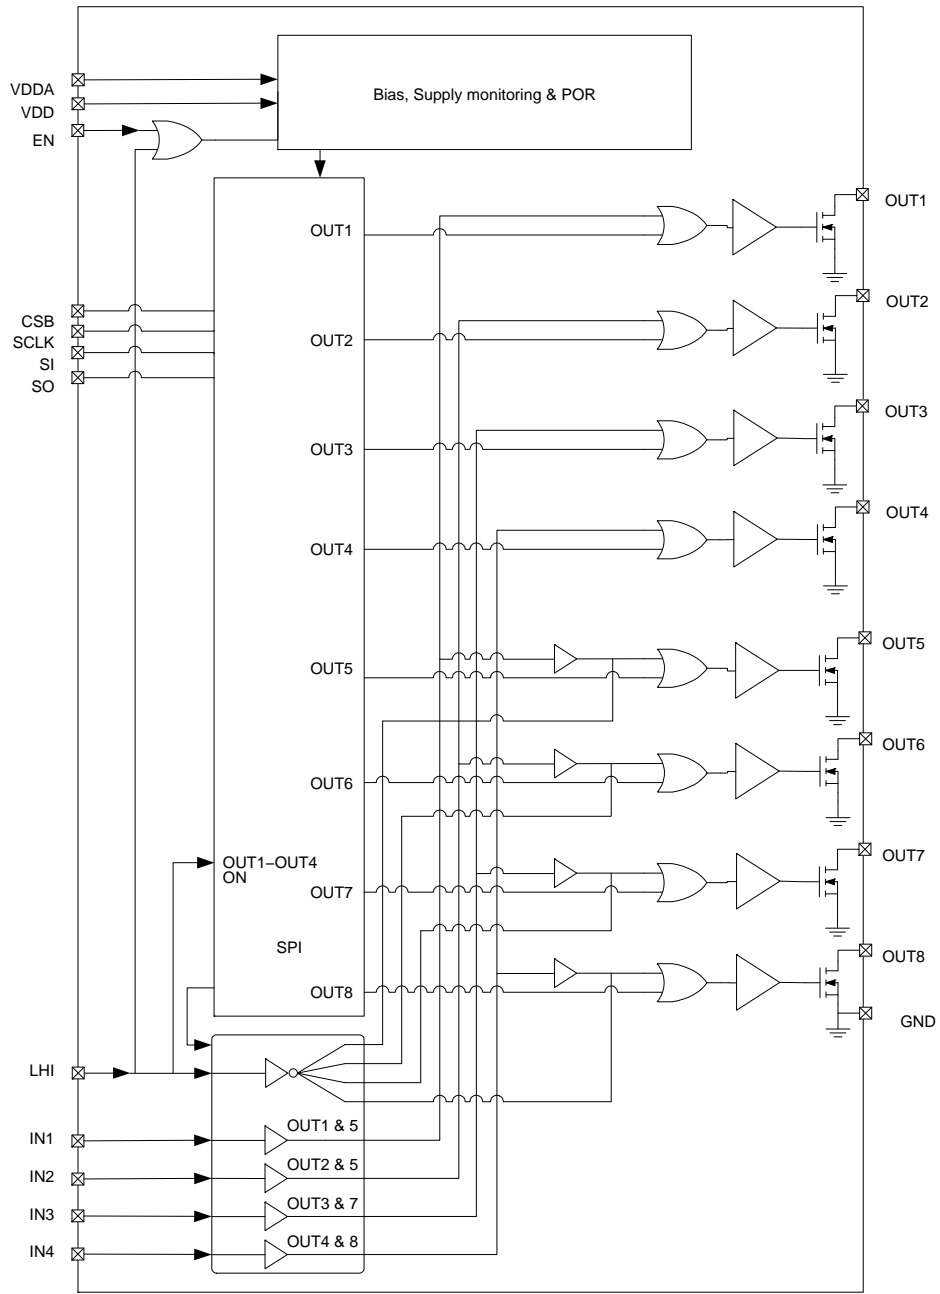 Bias, Supply monitoring & POR
VDDA
VDD
EN
CSB
SCLK
SI
SO
OUT1
OUT2
OUT3
OUT4
OUT5
OUT6
OUT1–OUT4
ON
OUT7
SPI
OUT8
OUT1
OUT2
OUT3
OUT4
OUT5
OUT6
OUT7
OUT8
GND
LHI
IN1
IN2
IN3
IN4
OUT1 & 5
OUT2 & 5
OUT3 & 7
OUT4 & 8